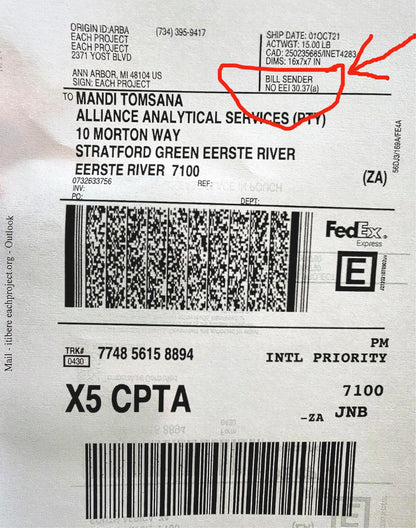 ORIGIN ID:ARBA (734) 395-9417
EACH PROJECT
EACH PROJECT
2371 YOST BLVD
ANN ARBOR, MI 48104 US
SIGN: EACH PROJECT
SHIP DATE: 01OCT21
ACTWGT: 15.00 LB
CAD: 250235665/INET4283
DIMS: 16x7x7 IN
BILL SENDER
NO EEI 30.37(a)
TO MANDI TOMSANA
ALLIANCE ANALYTICAL SERVICES (PTY)
10 MORTON WAY
STRATFORD GREEN EERSTE RIVER
EERSTE RIVER 7100
(ZA)
0732633756 REF:
INV:
PO: DEPT:
56DJ3/169A/FE4A
FedEx
Express
E
TRK# 7748 5615 8894
0430
PM
INTL PRIORITY
X5 CPTA
7100
-ZA JNB
Mail - itibere eachproject.org - Outlook